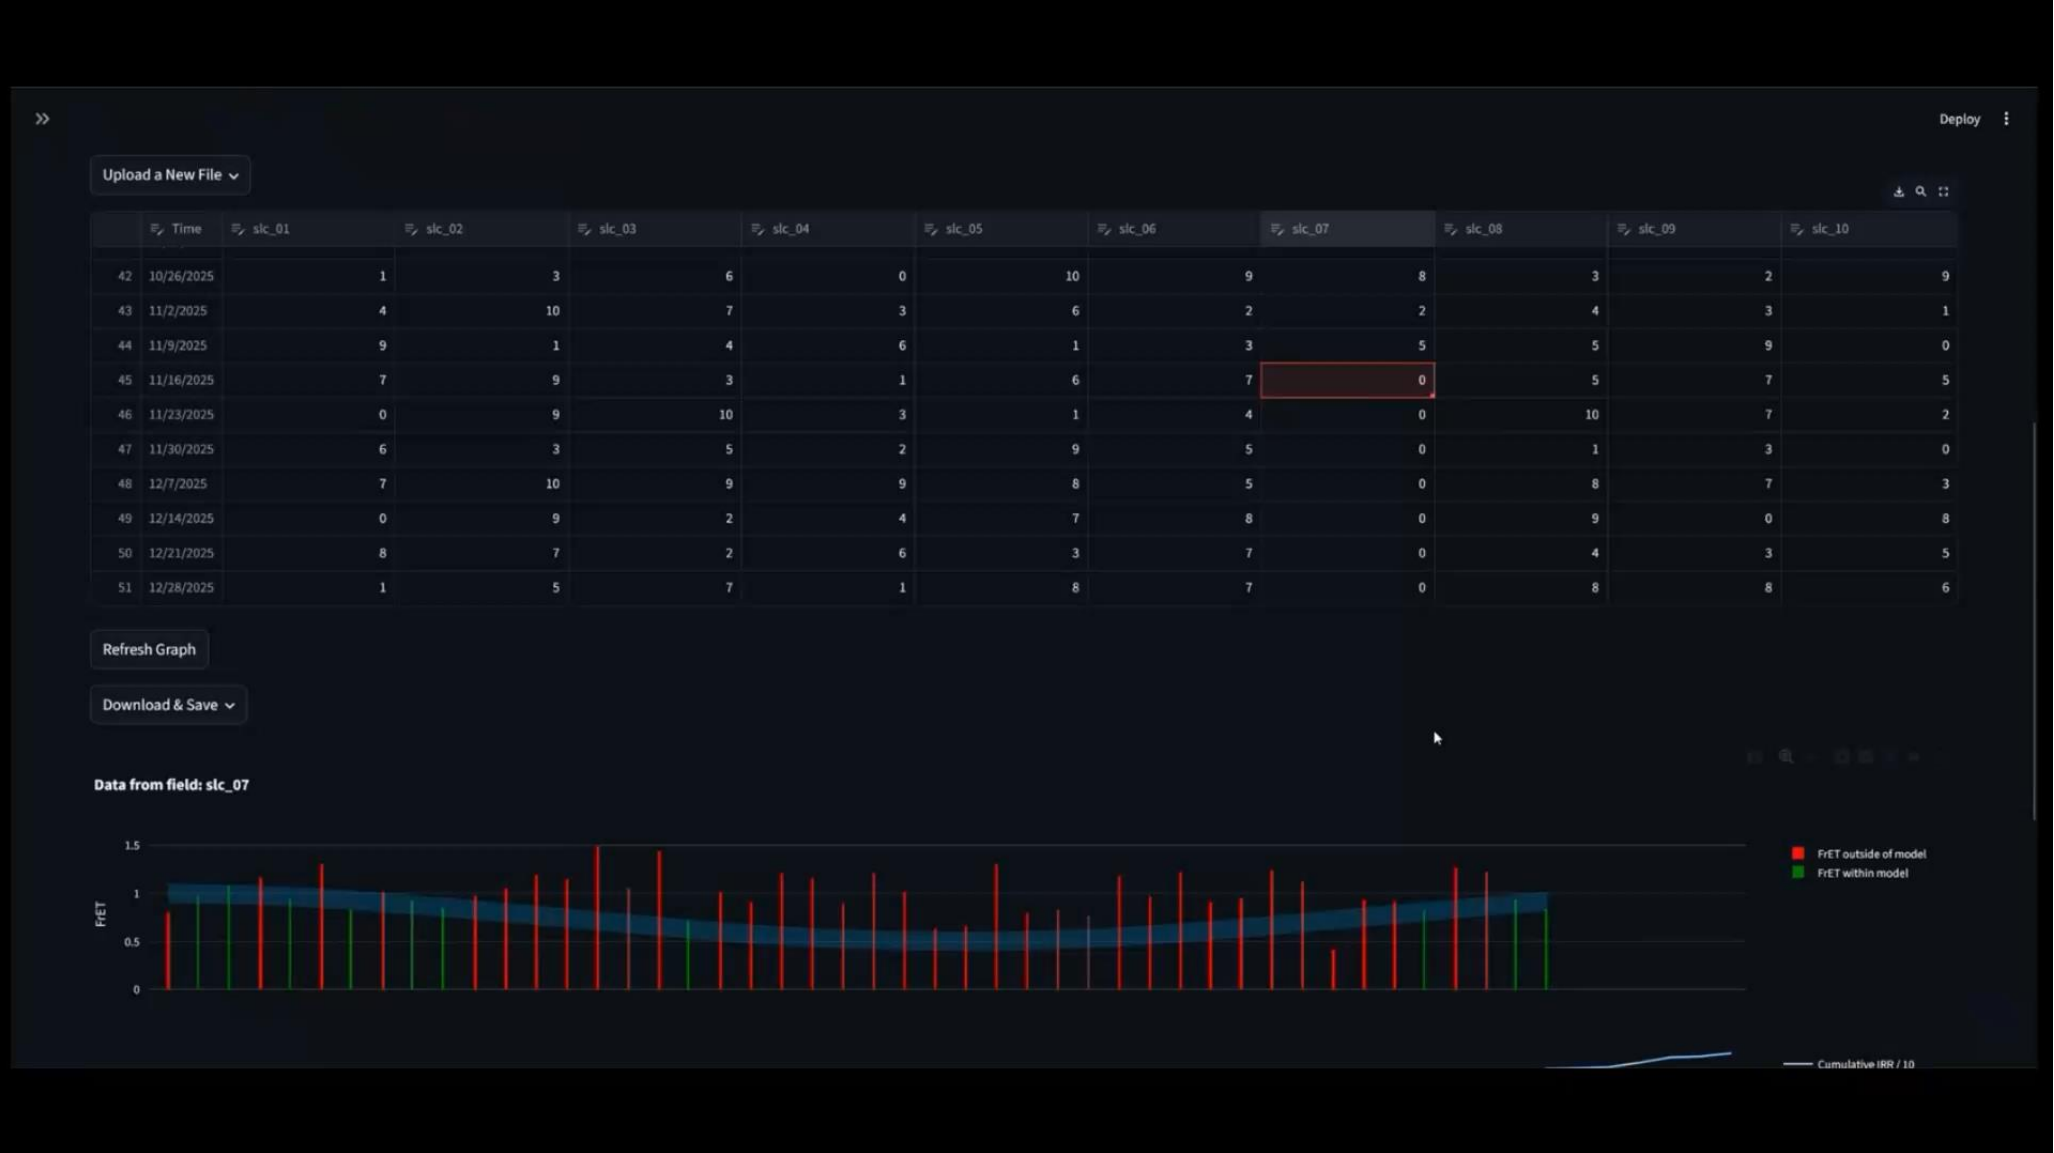 Deploy
Upload a New File
Time slc_01 slc_02 slc_03 slc_04 slc_05 slc_06 slc_07 slc_08 slc_09 slc_10
42 10/26/2025 1 3 6 0 10 9 8 3 2 9
43 11/2/2025 4 10 7 3 6 2 2 4 3 1
44 11/9/2025 9 1 4 6 1 3 5 5 9 0
45 11/16/2025 7 9 3 1 6 7 0 5 7 5
46 11/23/2025 0 9 10 3 1 4 0 10 7 2
47 11/30/2025 6 3 5 2 9 5 0 1 3 0
48 12/7/2025 7 10 9 9 8 5 0 8 7 3
49 12/14/2025 0 9 2 4 7 8 0 9 0 8
50 12/21/2025 8 7 2 6 3 7 0 4 3 5
51 12/28/2025 1 5 7 1 8 7 0 8 8 6
Refresh Graph
Download & Save
Data from field: slc_07
1.5
1
0.5
0
FrET
FrET outside of model
FrET within model
Cumulative IRR / 10